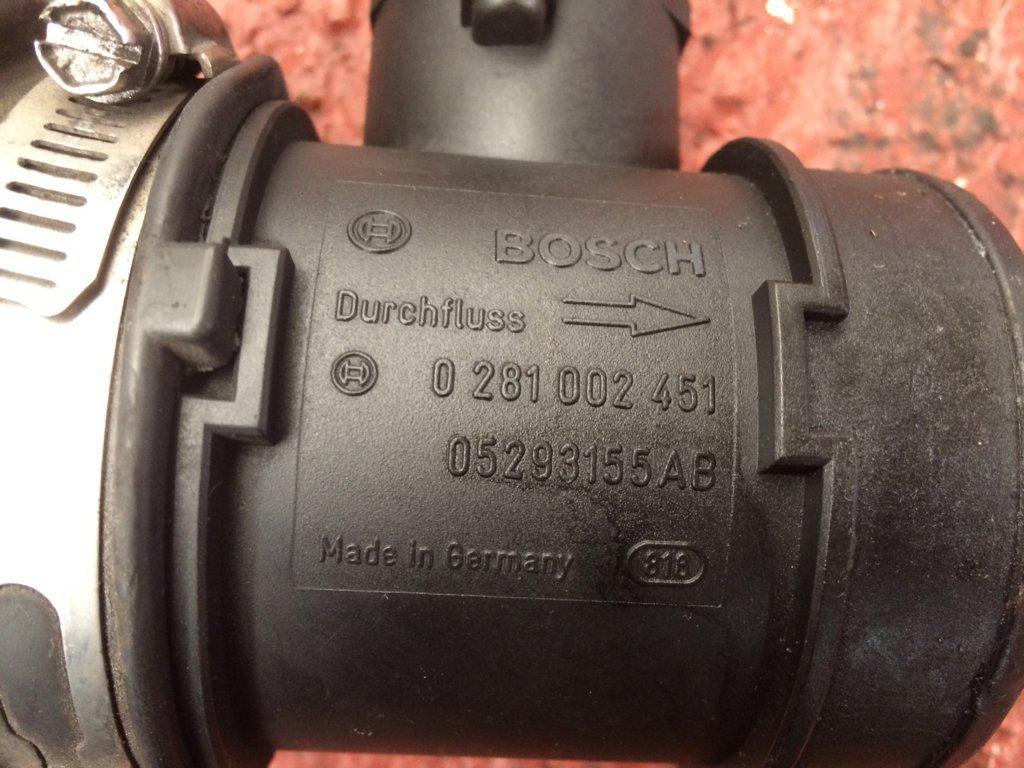 BOSCH
Durchfluss
0 281 002 451
05293155AB
Made in Germany 818